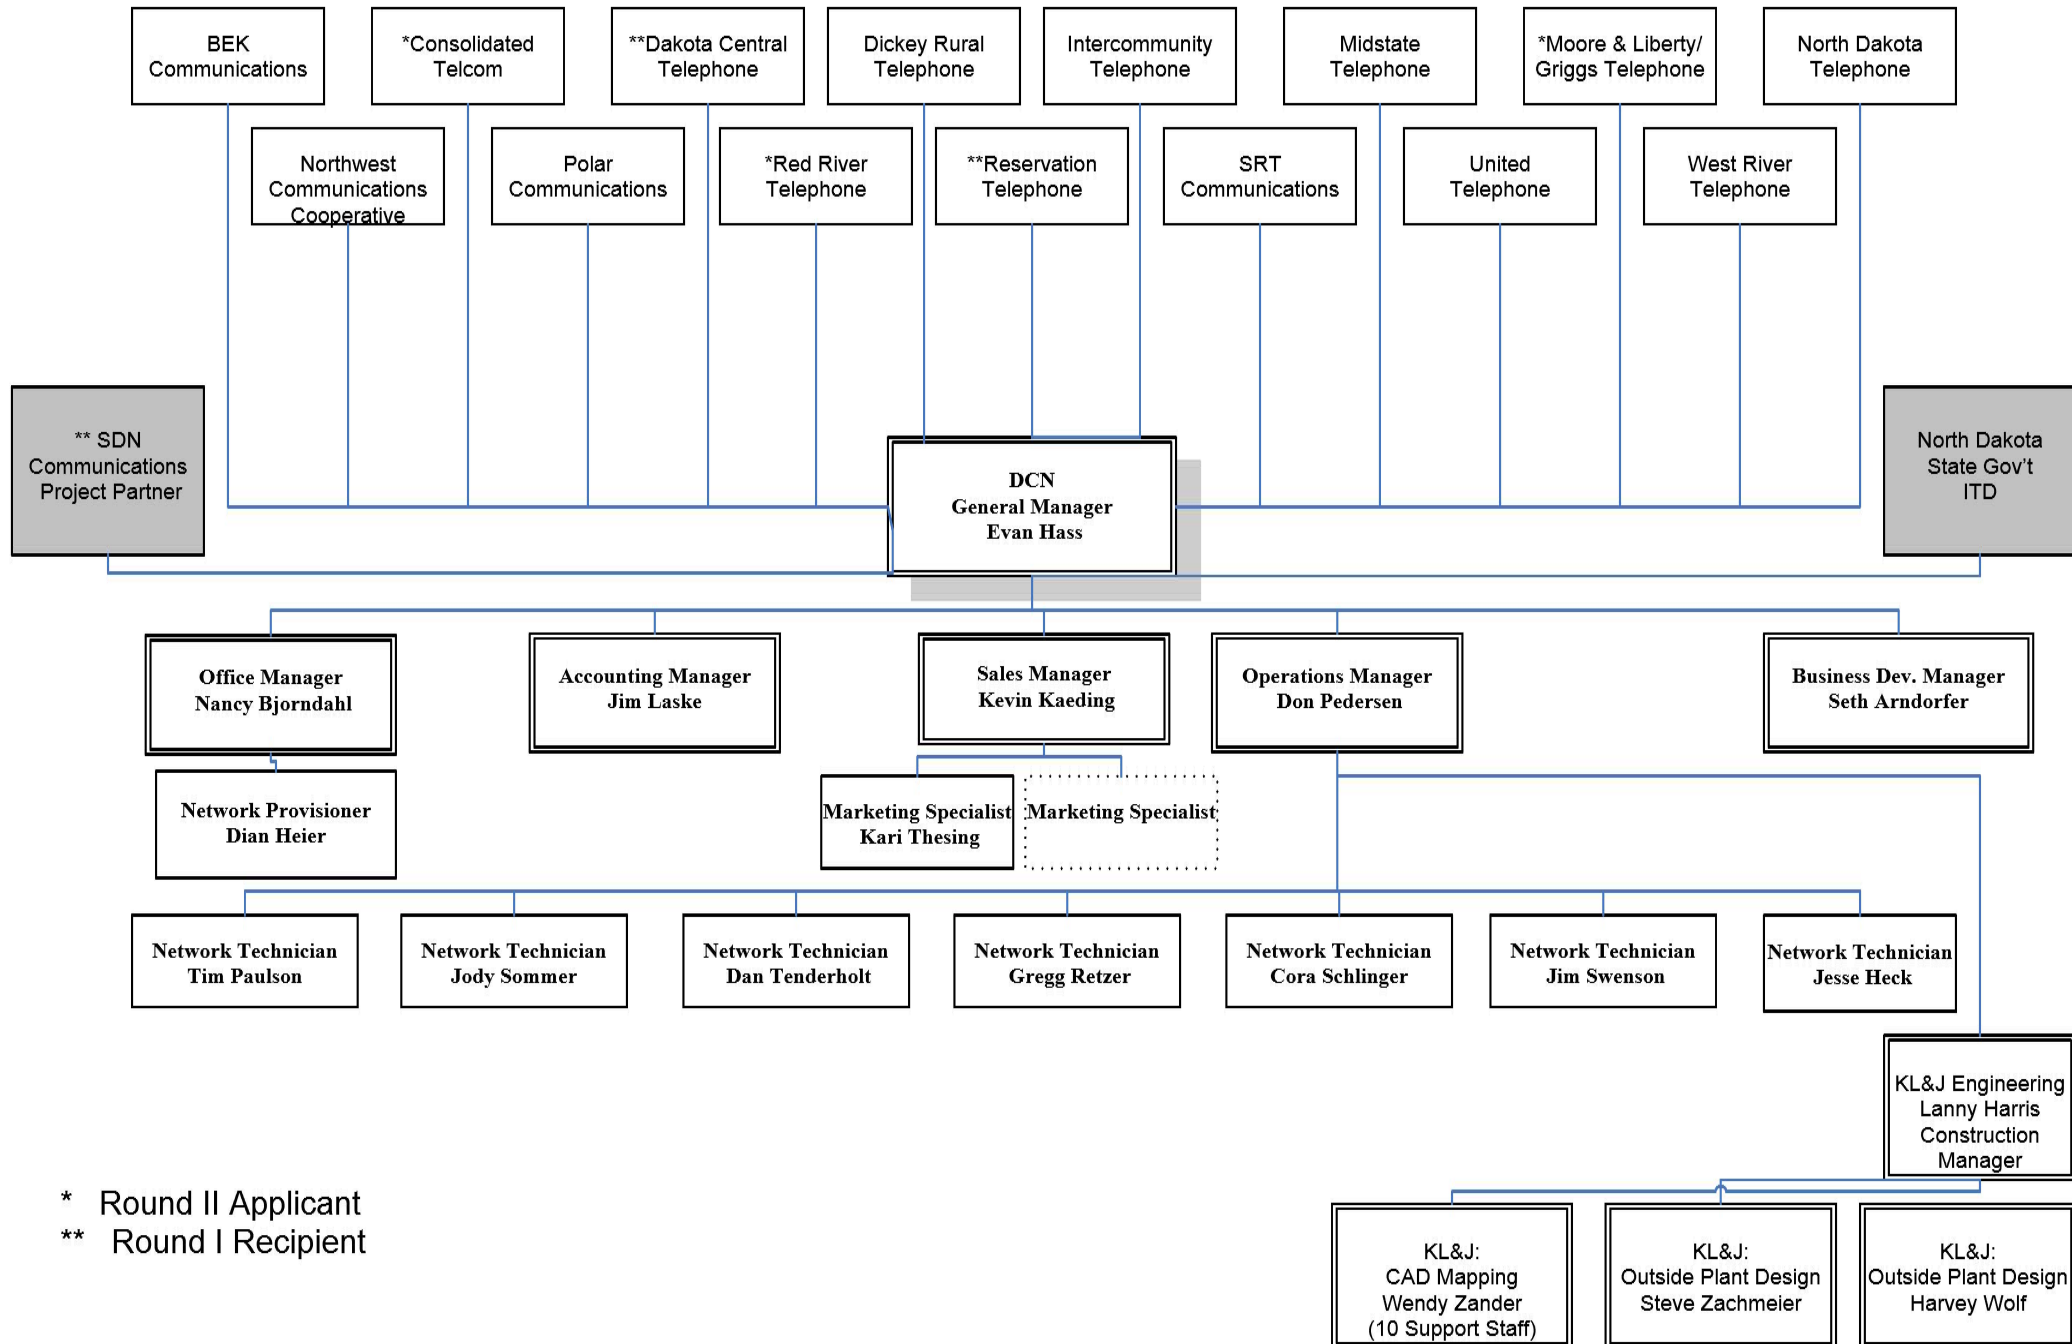 BEK
Communications
*Consolidated
Telcom
**Dakota Central
Telephone
Dickey Rural
Telephone
Intercommunity
Telephone
Midstate
Telephone
*Moore & Liberty/
Griggs Telephone
North Dakota
Telephone
Northwest
Communications
Cooperative
Polar
Communications
*Red River
Telephone
**Reservation
Telephone
SRT
Communications
United
Telephone
West River
Telephone
** SDN
Communications
Project Partner
DCN
General Manager
Evan Hass
North Dakota
State Gov't
ITD
Office Manager
Nancy Bjorndahl
Accounting Manager
Jim Laske
Sales Manager
Kevin Kaeding
Operations Manager
Don Pedersen
Business Dev. Manager
Seth Arndorfer
Network Provisioner
Dian Heier
Marketing Specialist
Kari Thesing
Marketing Specialist
Network Technician
Tim Paulson
Network Technician
Jody Sommer
Network Technician
Dan Tenderholt
Network Technician
Gregg Retzer
Network Technician
Cora Schlinger
Network Technician
Jim Swenson
Network Technician
Jesse Heck
KL&J Engineering
Lanny Harris
Construction
Manager
* Round II Applicant
** Round I Recipient
KL&J:
CAD Mapping
Wendy Zander
(10 Support Staff)
KL&J:
Outside Plant Design
Steve Zachmeier
KL&J:
Outside Plant Design
Harvey Wolf